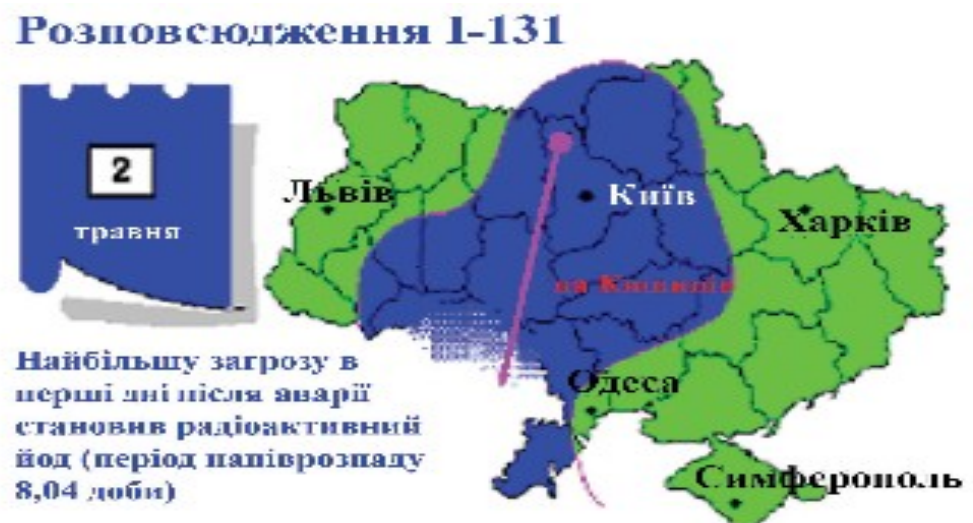 Розповсюдження І-131
2
травня
Львів
Київ
Харків
на
Одеса
Симферополь
Найбільшу загрозу в
перші дні після аварії
становив радіоактивний
йод (період напіврозпаду
8,04 доби)